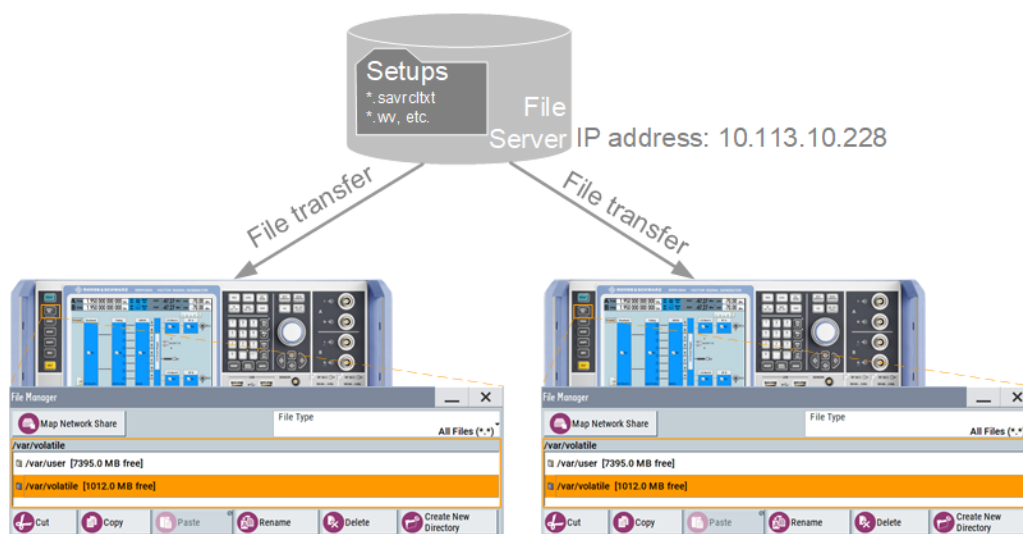 Setups
*.savrcltxt
*.wv, etc.
File
Server
IP address: 10.113.10.228
File transfer
File transfer
File Manager
Map Network Share
File Type
All Files (*.*)
/var/volatile
/var/user [7395.0 MB free]
/var/volatile [1012.0 MB free]
Cut
Copy
Paste
Rename
Delete
Create New
Directory
File Manager
Map Network Share
File Type
All Files (*.*)
/var/volatile
/var/user [7395.0 MB free]
/var/volatile [1012.0 MB free]
Cut
Copy
Paste
Rename
Delete
Create New
Directory